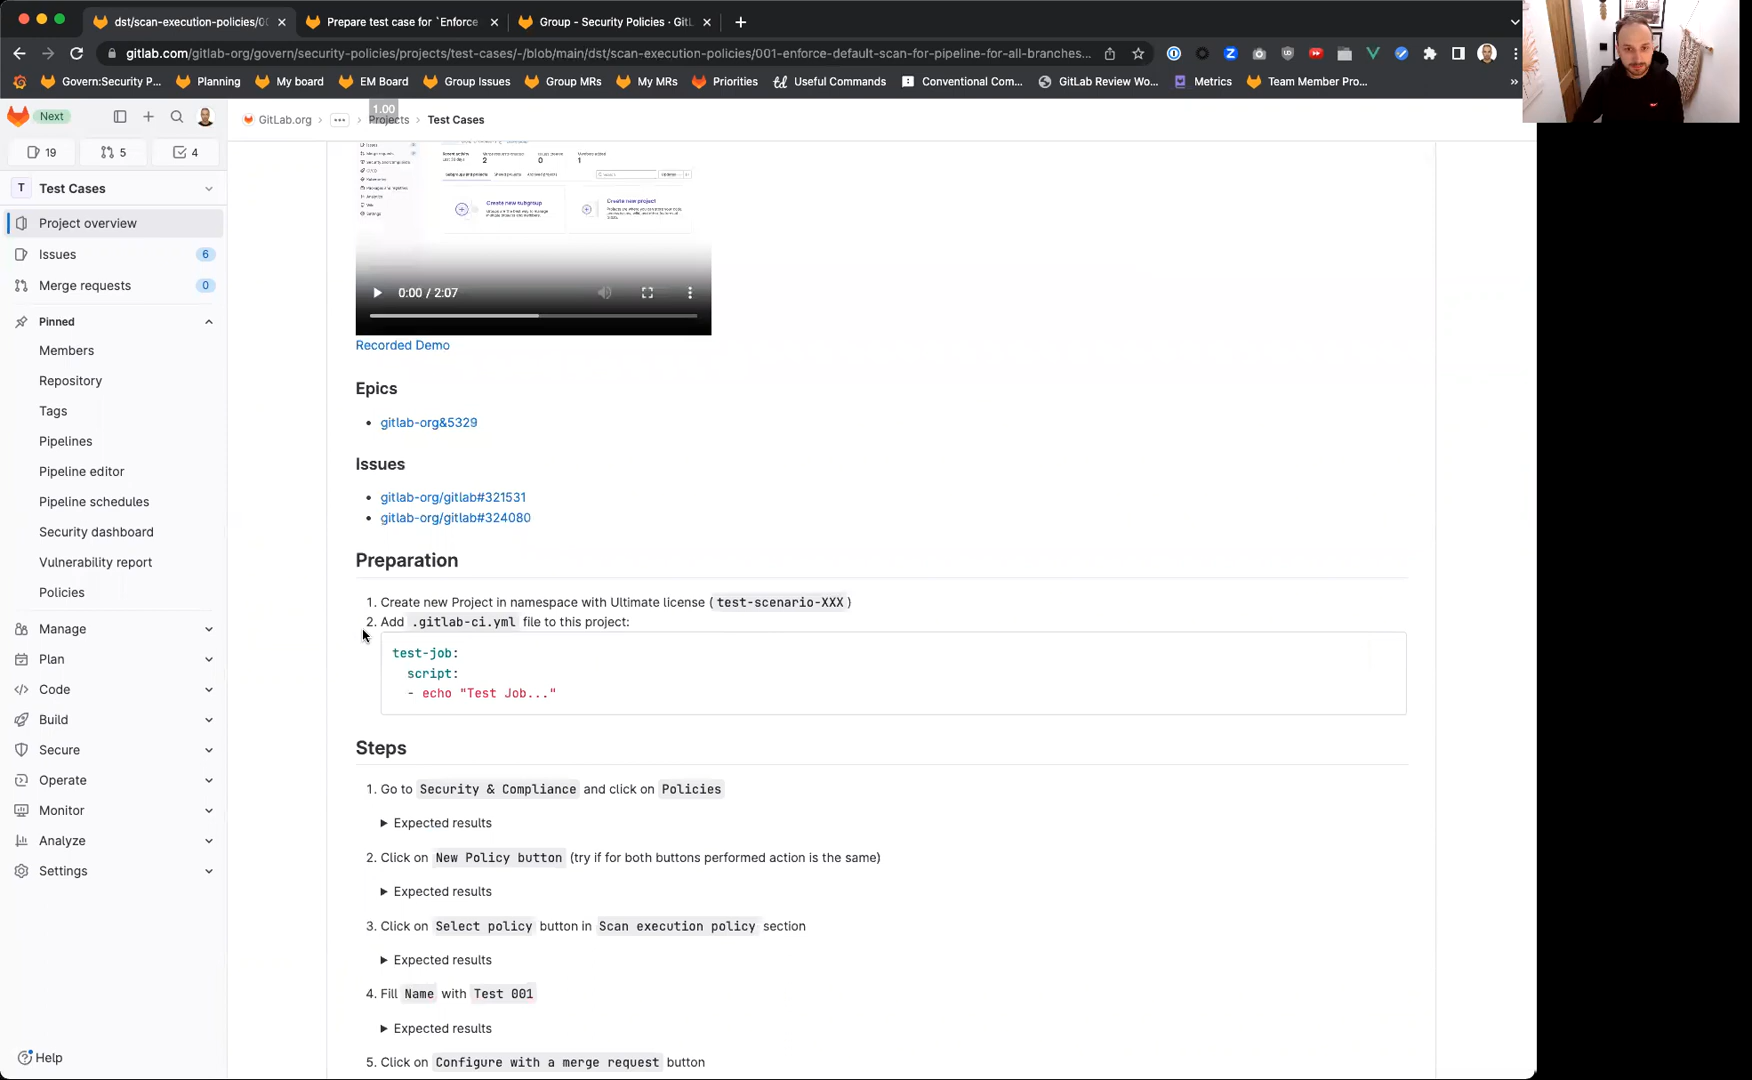 dst/scan-execution-policies/00
Prepare test case for `Enforce
Group - Security Policies · GitL
gitlab.com/gitlab-org/govern/security-policies/projects/test-cases/-/blob/main/dst/scan-execution-policies/001-enforce-default-scan-for-pipeline-for-all-branches...
Govern:Security P...
Planning
My board
EM Board
Group Issues
Group MRs
My MRs
Priorities
Useful Commands
Conventional Com...
GitLab Review Wo...
Metrics
Team Member Pro...
»
1.00
Next
GitLab.org › ... › Projects › Test Cases
19
5
4
T Test Cases
Project overview
Issues 6
Merge requests 0
Pinned
Members
Repository
Tags
Pipelines
Pipeline editor
Pipeline schedules
Security dashboard
Vulnerability report
Policies
Manage
Plan
Code
Build
Secure
Operate
Monitor
Analyze
Settings
Help
2
0
1
Create new subgroup
Create new project
0:00 / 2:07
Recorded Demo
Epics
• gitlab-org&5329
Issues
• gitlab-org/gitlab#321531
• gitlab-org/gitlab#324080
Preparation
1. Create new Project in namespace with Ultimate license ( test-scenario-XXX )
2. Add .gitlab-ci.yml file to this project:
test-job:
script:
- echo "Test Job..."
Steps
1. Go to Security & Compliance and click on Policies
Expected results
2. Click on New Policy button (try if for both buttons performed action is the same)
Expected results
3. Click on Select policy button in Scan execution policy section
Expected results
4. Fill Name with Test 001
Expected results
5. Click on Configure with a merge request button